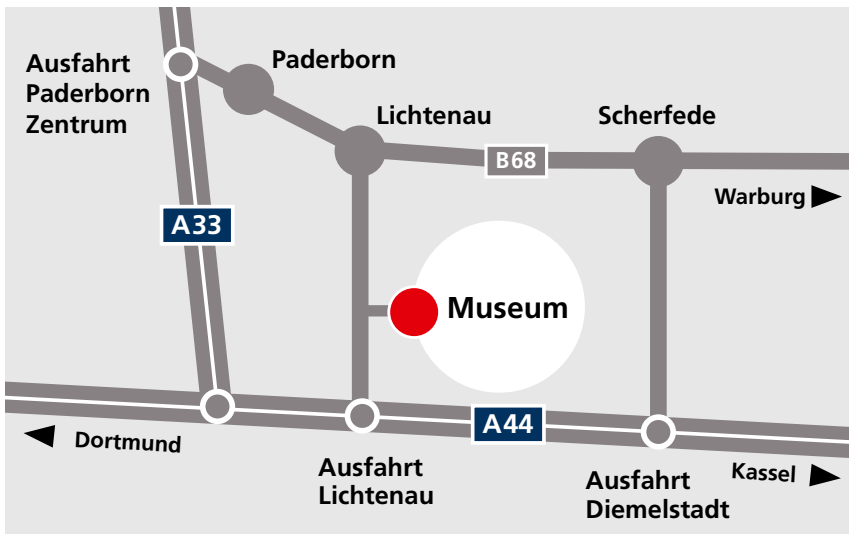 Ausfahrt
Paderborn
Zentrum
Paderborn
Lichtenau
Scherfede
B68
Warburg
A33
Museum
A44
Dortmund
Ausfahrt
Lichtenau
Ausfahrt
Diemelstadt
Kassel